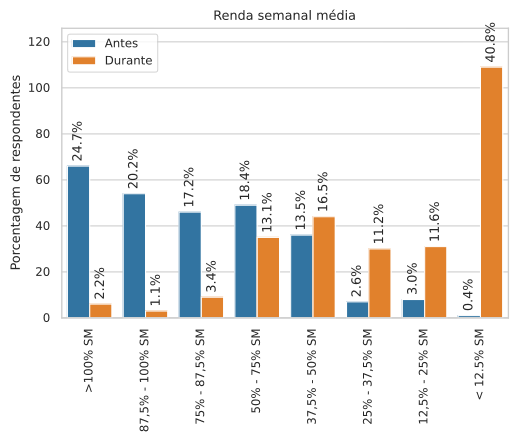 Renda semanal média
Antes
Durante
Porcentagem de respondentes
120
100
80
60
40
20
0
24.7%
2.2%
20.2%
1.1%
17.2%
3.4%
18.4%
13.1%
13.5%
16.5%
2.6%
11.2%
3.0%
11.6%
0.4%
40.8%
>100% SM
87,5% - 100% SM
75% - 87,5% SM
50% - 75% SM
37,5% - 50% SM
25% - 37,5% SM
12,5% - 25% SM
< 12,5% SM